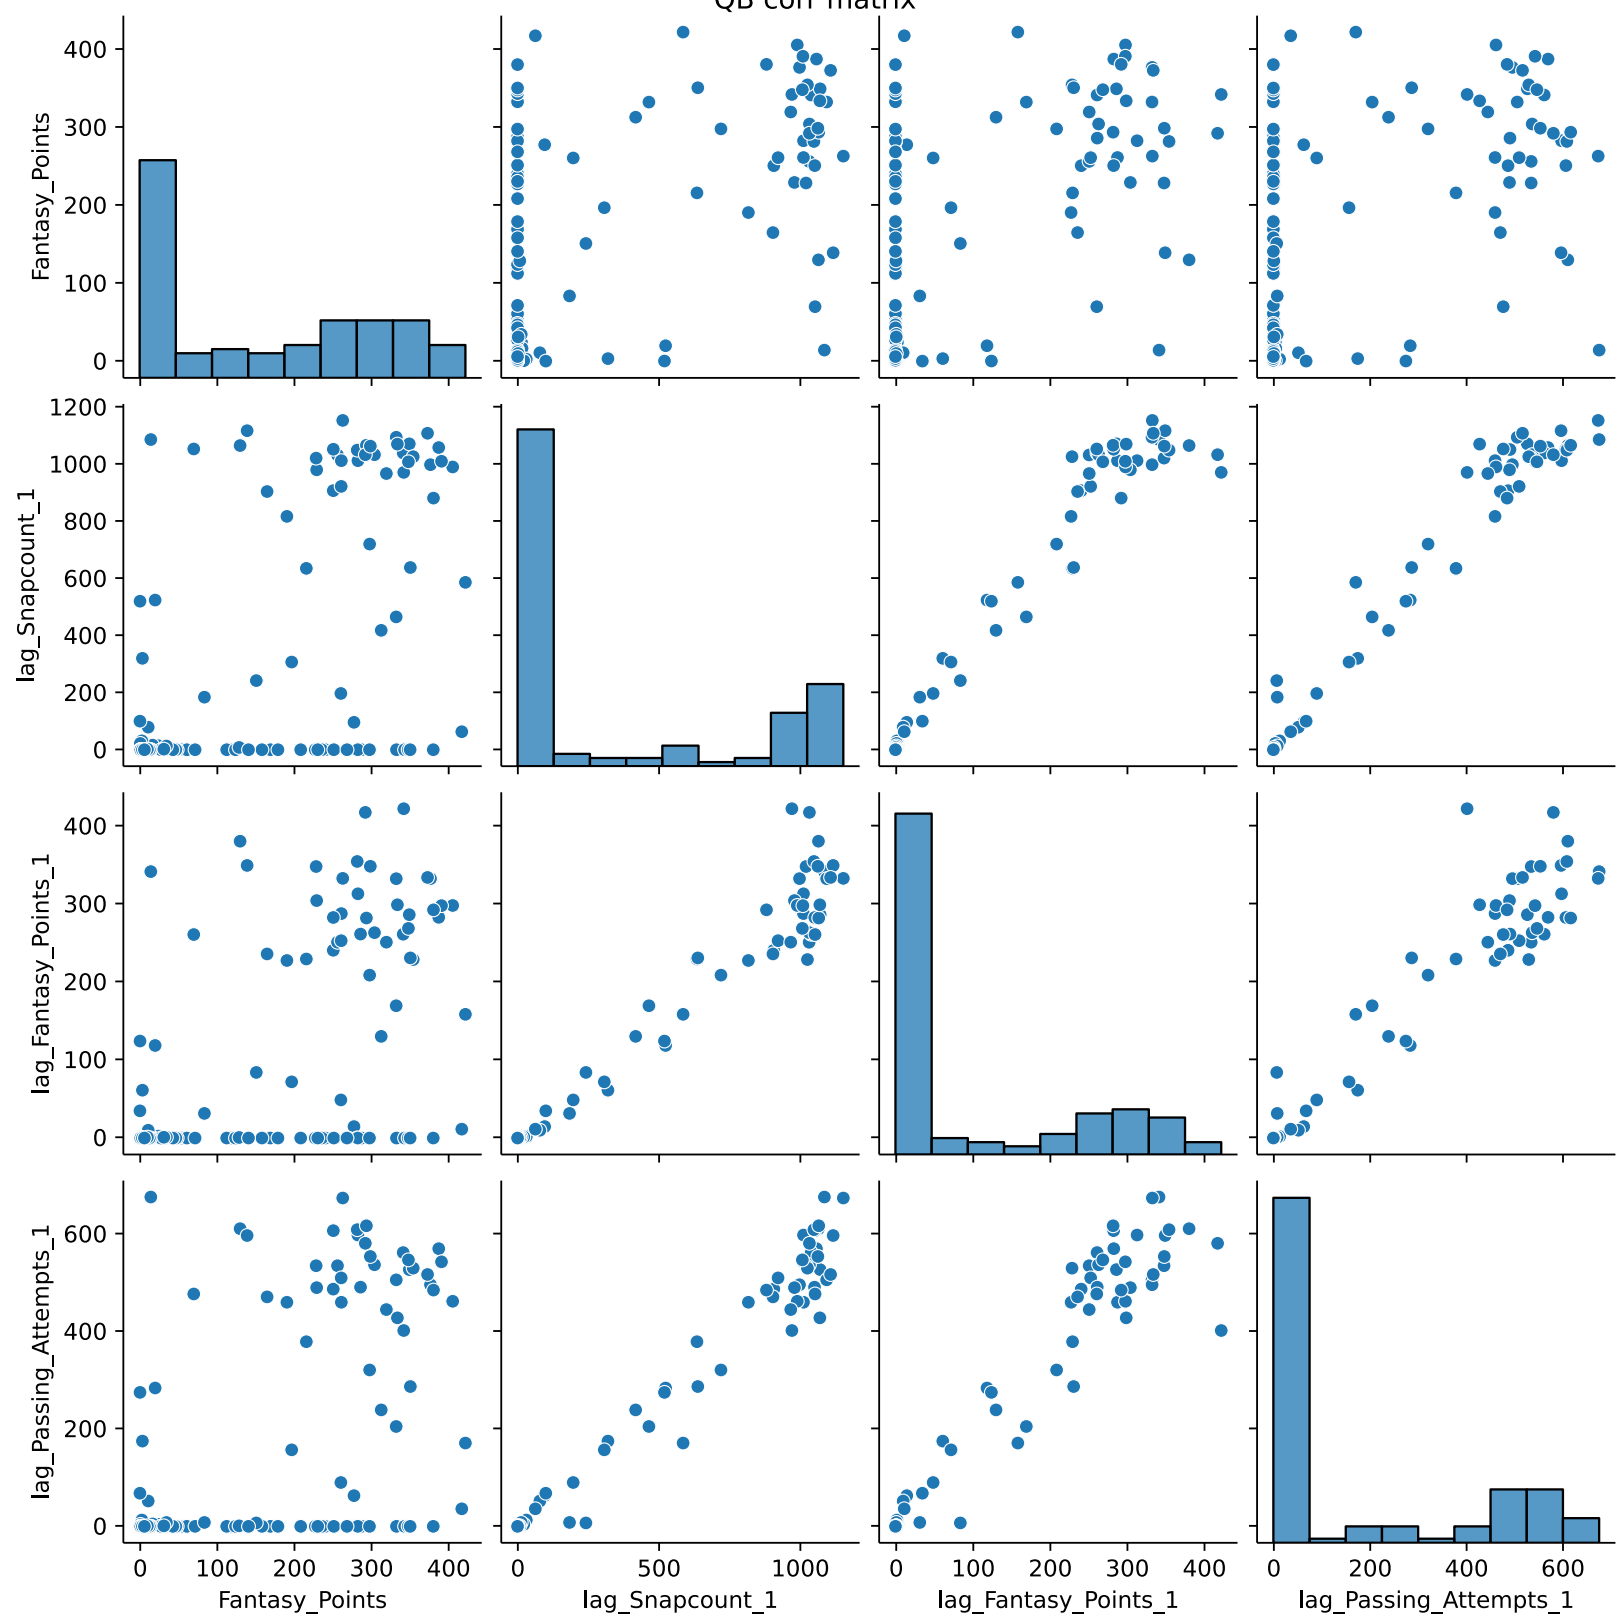 QB corr matrix
Fantasy_Points
400
300
200
100
0
lag_Snapcount_1
1200
1000
800
600
400
200
0
lag_Fantasy_Points_1
400
300
200
100
0
lag_Passing_Attempts_1
600
400
200
0
0 100 200 300 400
0 500 1000
0 100 200 300 400
0 200 400 600
Fantasy_Points
lag_Snapcount_1
lag_Fantasy_Points_1
lag_Passing_Attempts_1